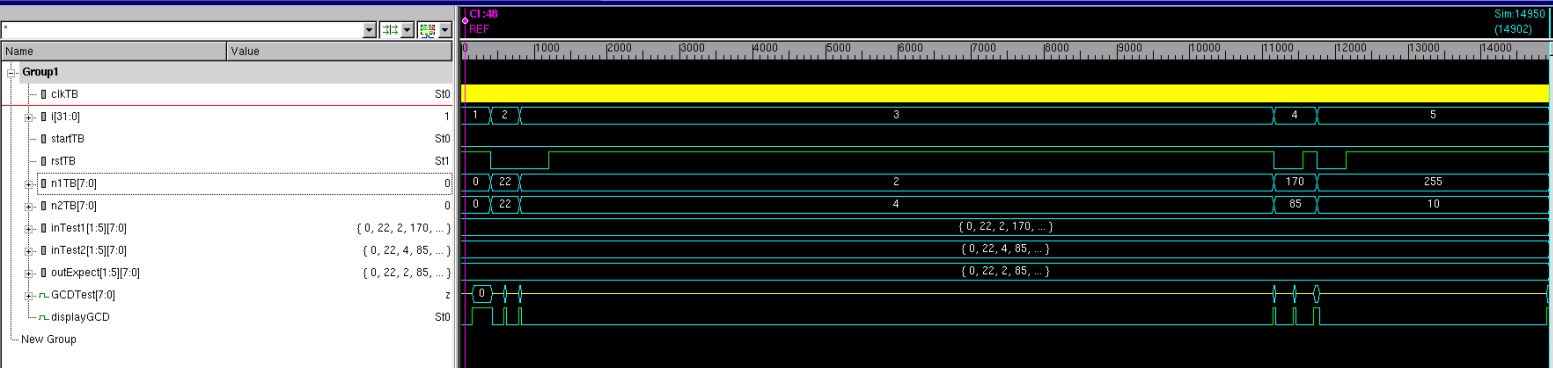 C1:48
REF
Sim:14950
(14902)
"
Name Value
0 1000 2000 3000 4000 5000 6000 7000 8000 9000 10000 11000 12000 13000 14000
Group1
clkTB St0
i[31:0] 1 1 2 3 4 5
startTB St0
rstTB St1
n1TB[7:0] 0 0 22 2 170 255
n2TB[7:0] 0 0 22 4 85 10
inTest1[1:5][7:0] { 0, 22, 2, 170, ... } { 0, 22, 2, 170, ... }
inTest2[1:5][7:0] { 0, 22, 4, 85, ... } { 0, 22, 4, 85, ... }
outExpect[1:5][7:0] { 0, 22, 2, 85, ... } { 0, 22, 2, 85, ... }
GCDTest[7:0] z 0
displayGCD St0
New Group